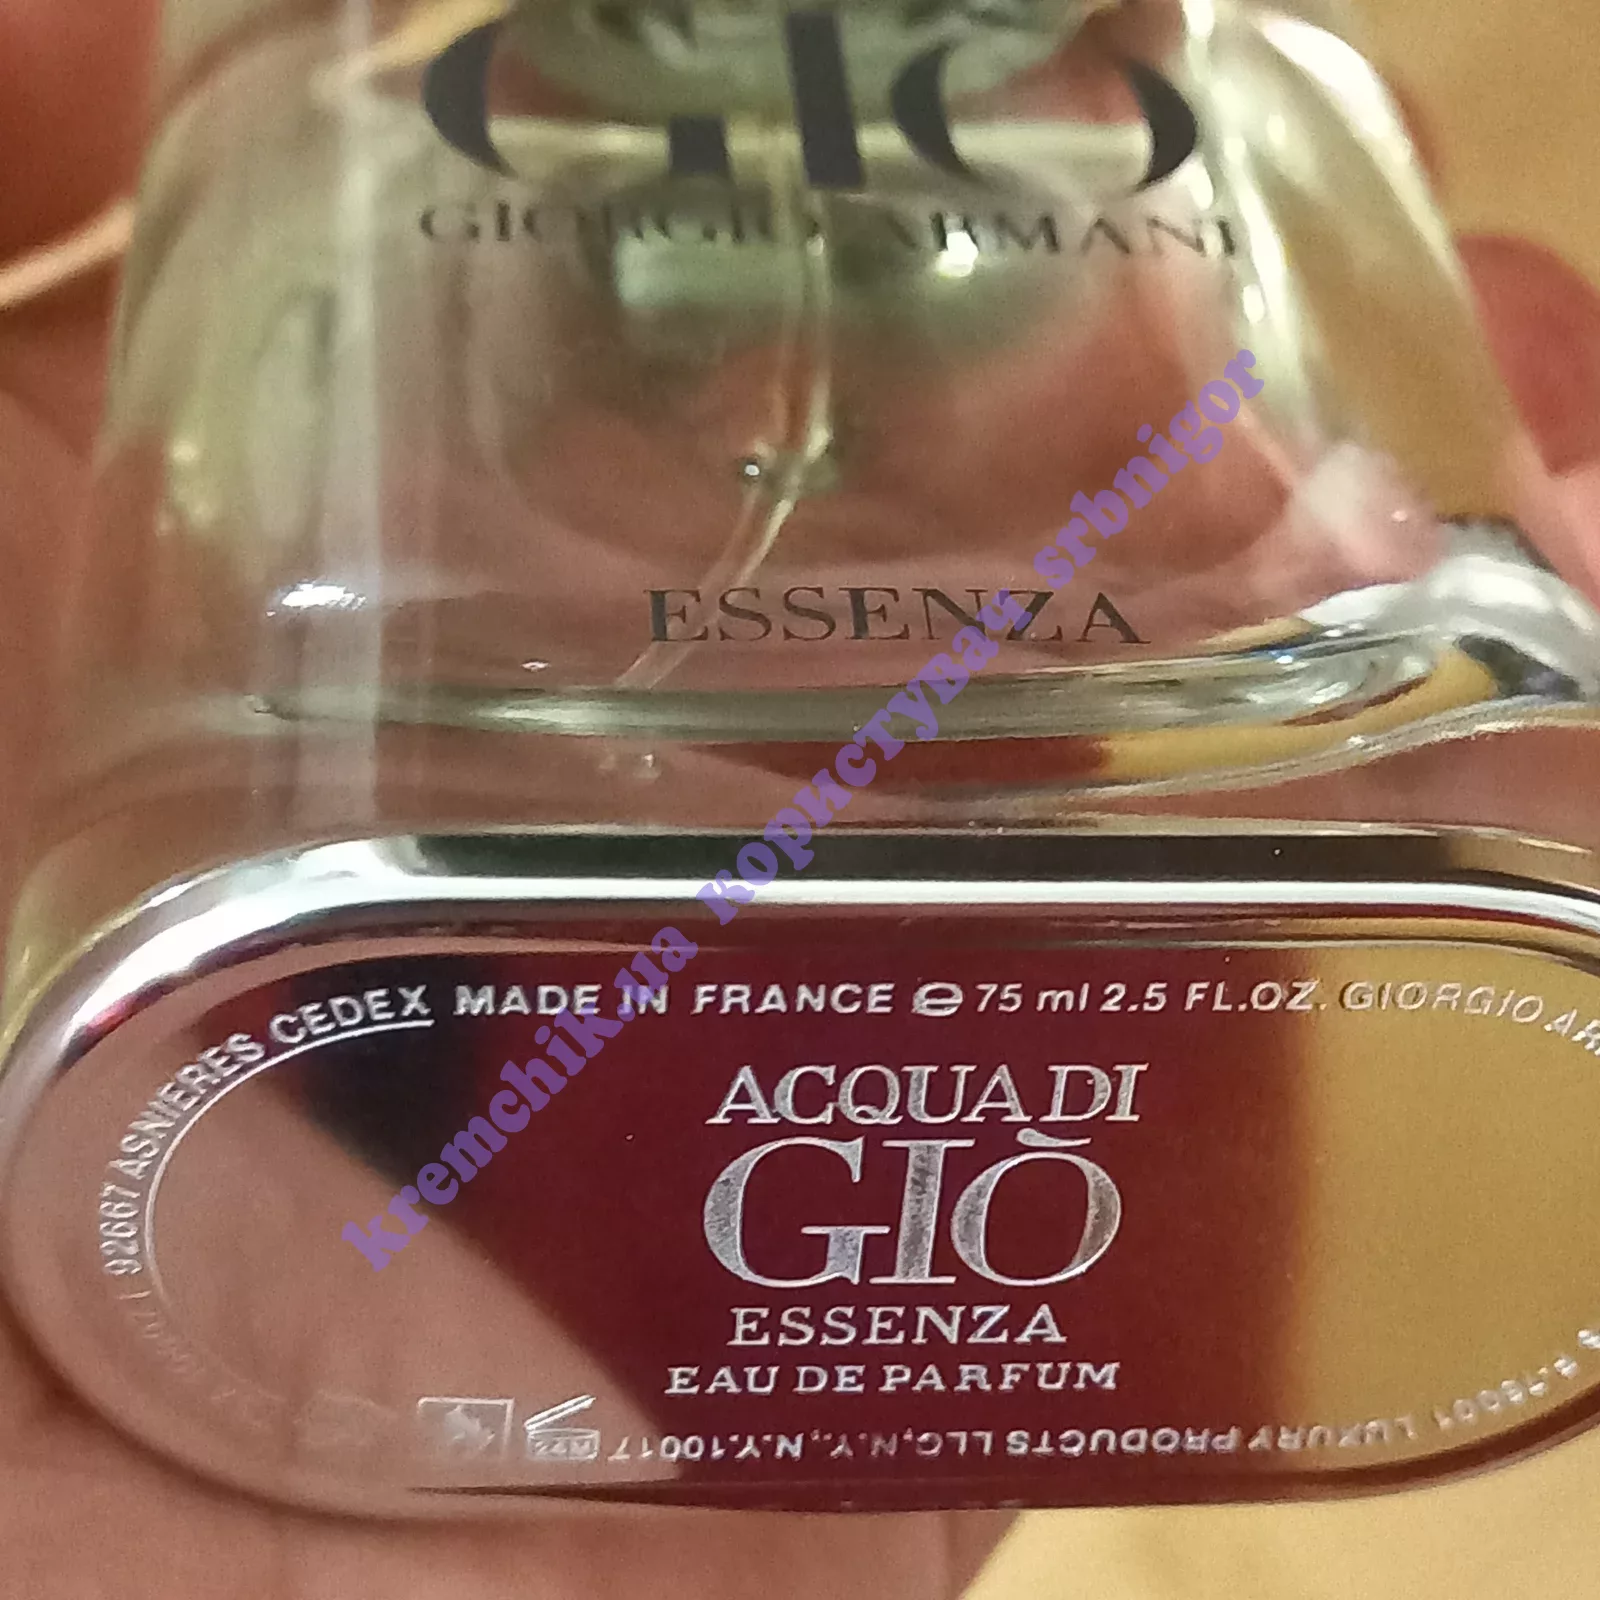 GIO
GIORGIO ARMANI
ESSENZA
kremchik.ua користувач srbnigor
92667 ASNIERES CEDEX MADE IN FRANCE ℮ 75 ml 2.5 FL.OZ. GIORGIO
ACQUA DI
GIÒ
ESSENZA
EAU DE PARFUM
LUXURY PRODUCTS LLC, N.Y., N.Y. 10017
24M